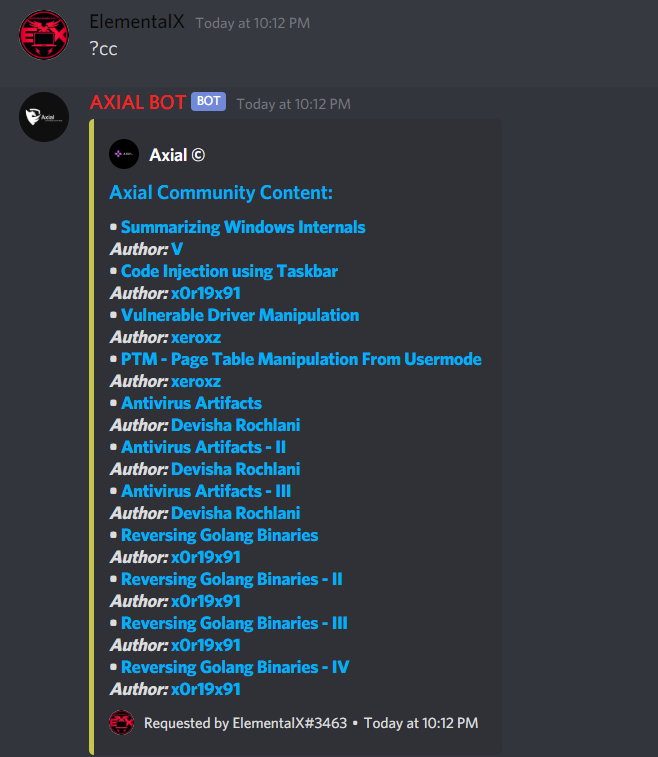 ElementalX Today at 10:12 PM
?cc
AXIAL BOT BOT Today at 10:12 PM
Axial
Axial ©
Axial Community Content:
▪ Summarizing Windows Internals
Author: V
▪ Code Injection using Taskbar
Author: x0r19x91
▪ Vulnerable Driver Manipulation
Author: xeroxz
▪ PTM - Page Table Manipulation From Usermode
Author: xeroxz
▪ Antivirus Artifacts
Author: Devisha Rochlani
▪ Antivirus Artifacts - II
Author: Devisha Rochlani
▪ Antivirus Artifacts - III
Author: Devisha Rochlani
▪ Reversing Golang Binaries
Author: x0r19x91
▪ Reversing Golang Binaries - II
Author: x0r19x91
▪ Reversing Golang Binaries - III
Author: x0r19x91
▪ Reversing Golang Binaries - IV
Author: x0r19x91
Requested by ElementalX#3463 ▪ Today at 10:12 PM